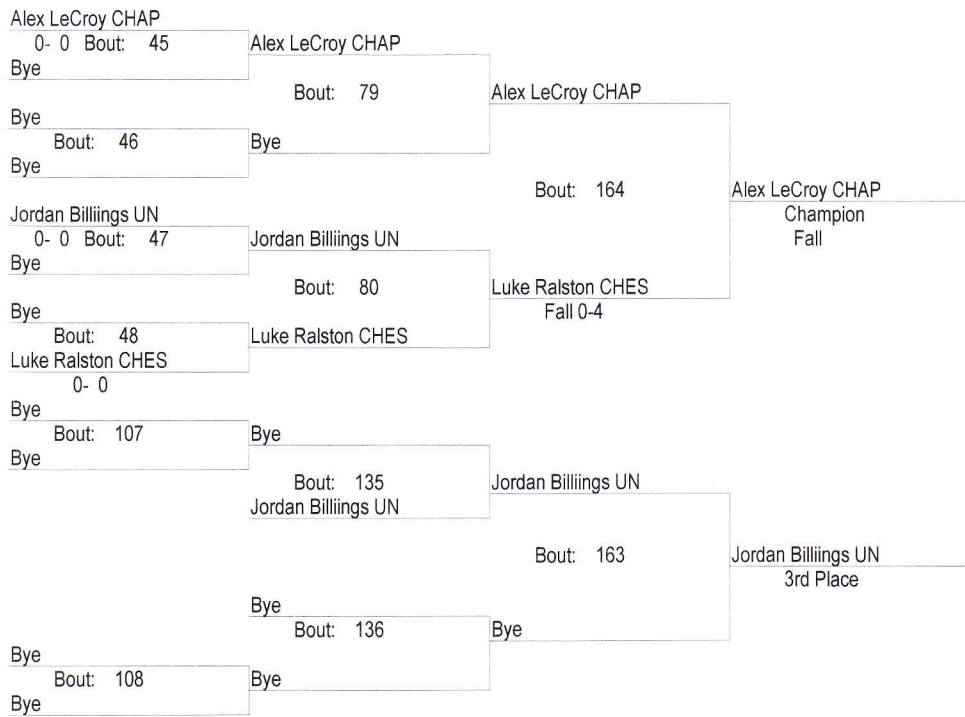 Alex LeCroy CHAP
0- 0 Bout: 45
Bye
Alex LeCroy CHAP
Bout: 79
Bye
Bout: 46
Bye
Bye
Alex LeCroy CHAP
Bout: 164
Jordan Billiings UN
0- 0 Bout: 47
Bye
Jordan Billiings UN
Bout: 80
Bye
Bout: 48
Luke Ralston CHES
0- 0
Luke Ralston CHES
Luke Ralston CHES
Fall 0-4
Alex LeCroy CHAP
Champion
Fall
Bye
Bout: 107
Bye
Bye
Bout: 135
Jordan Billiings UN
Jordan Billiings UN
Bout: 163
Jordan Billiings UN
3rd Place
Bye
Bout: 136
Bye
Bye
Bout: 108
Bye
Bye